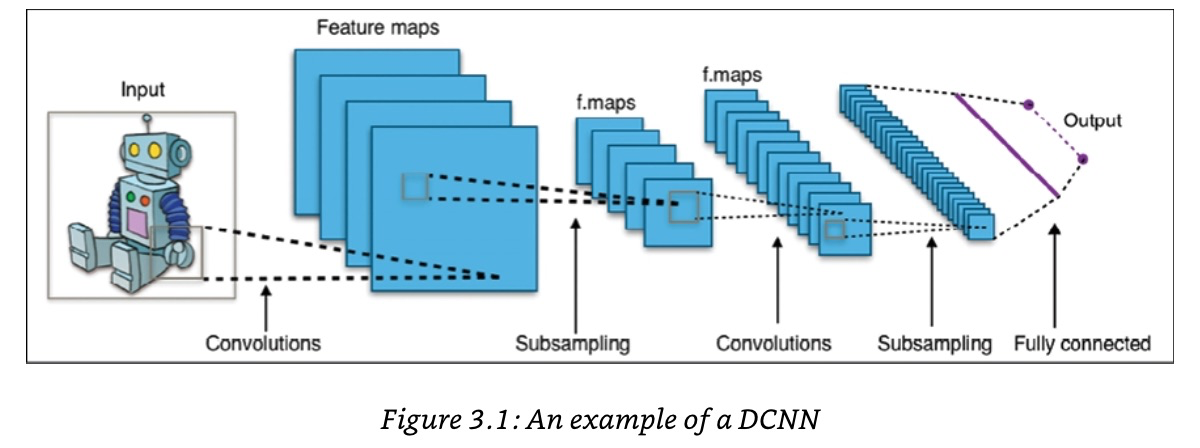 Feature maps
f.maps
f.maps
Input
Output
Convolutions
Subsampling
Convolutions
Subsampling
Fully connected
Figure 3.1: An example of a DCNN